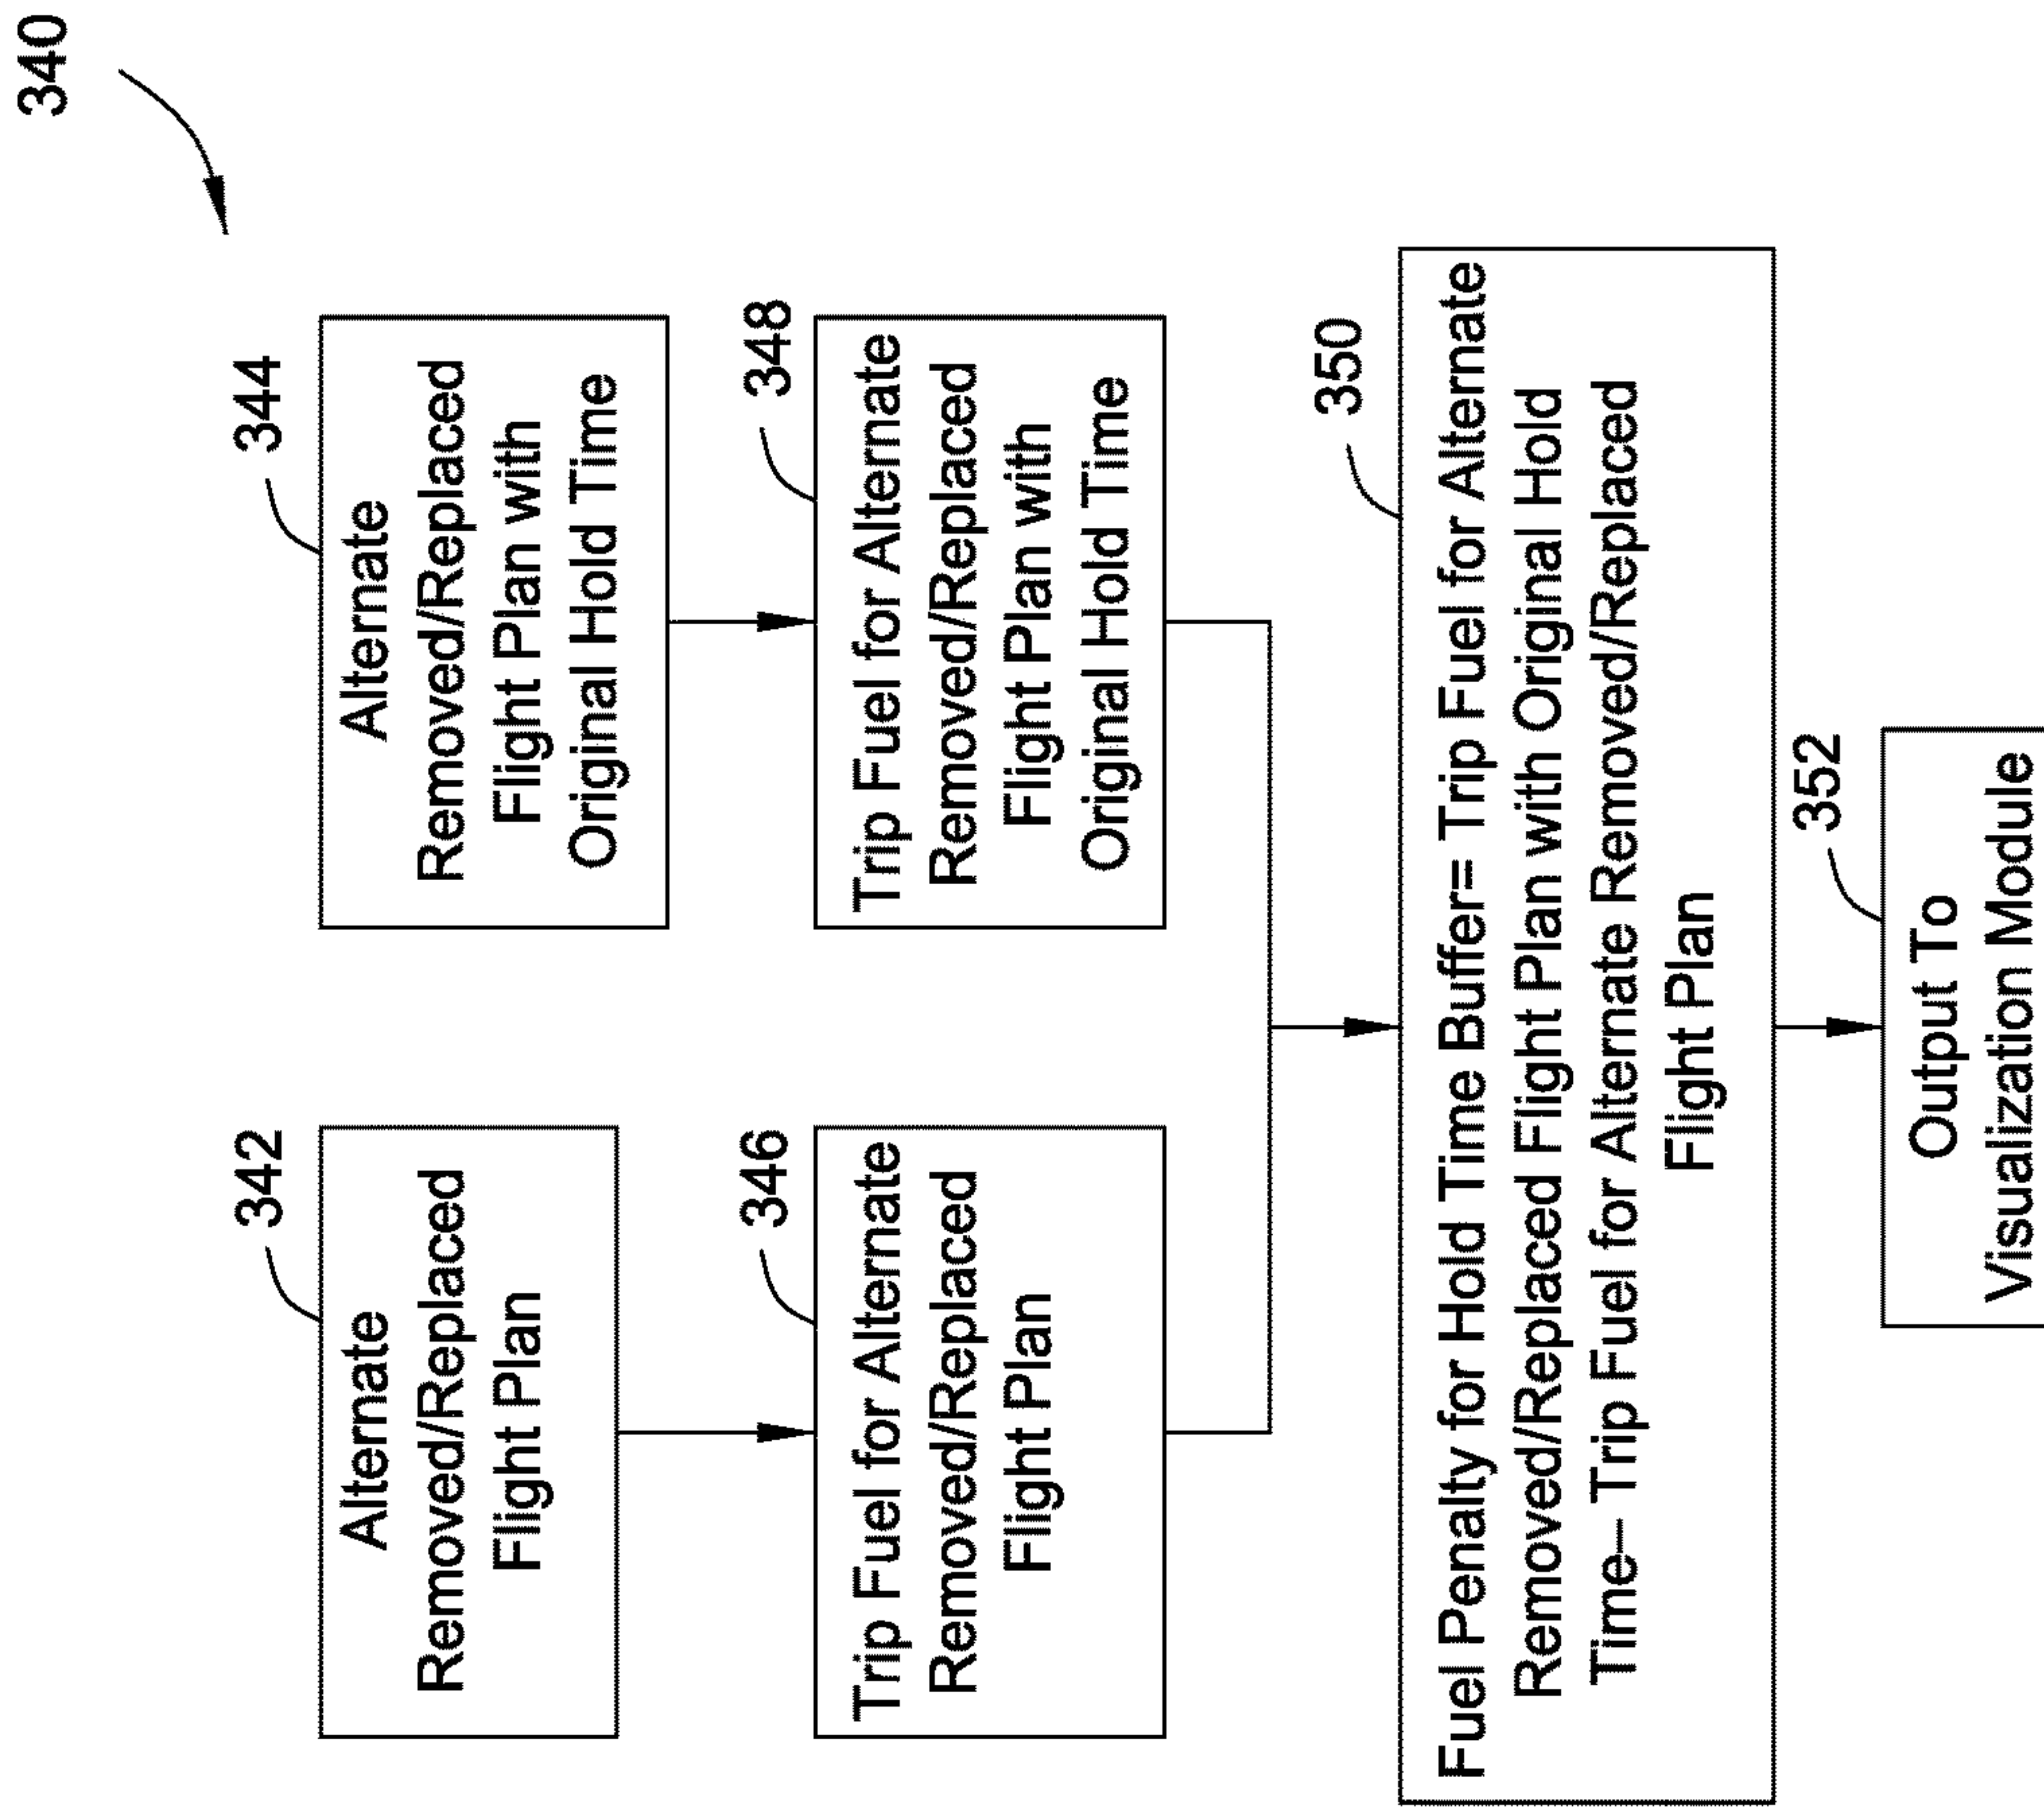 340
342
Alternate
Removed/Replaced
Flight Plan
344
Alternate
Removed/Replaced
Flight Plan with
Original Hold Time
346
Trip Fuel for Alternate
Removed/Replaced
Flight Plan
348
Trip Fuel for Alternate
Removed/Replaced
Flight Plan with
Original Hold Time
350
Fuel Penalty for Hold Time Buffer= Trip Fuel for Alternate
Removed/Replaced Flight Plan with Original Hold
Time– Trip Fuel for Alternate Removed/Replaced
Flight Plan
352
Output To
Visualization Module